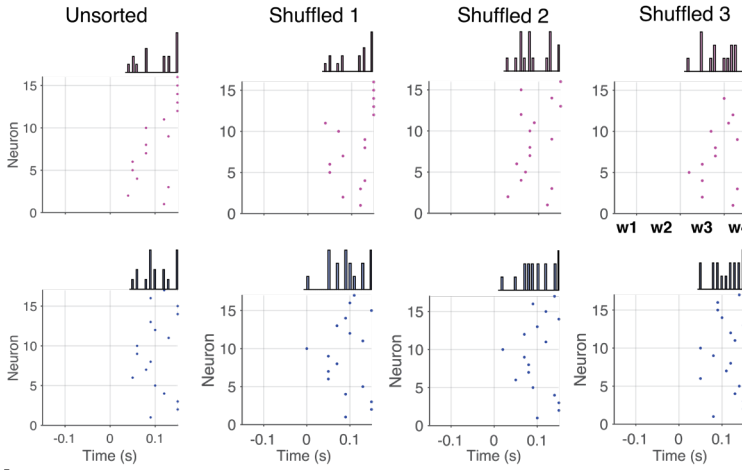 Unsorted Shuffled 1 Shuffled 2 Shuffled 3
15 15 15 15
10 10 10 10
5 5 5 5
0 0 0 0
Neuron
w1 w2 w3
15 15 15 15
10 10 10 10
5 5 5 5
0 0 0 0
Neuron Neuron Neuron Neuron
-0.1 0 0.1 -0.1 0 0.1 -0.1 0 0.1 -0.1 0 0.1
Time (s) Time (s) Time (s) Time (s)